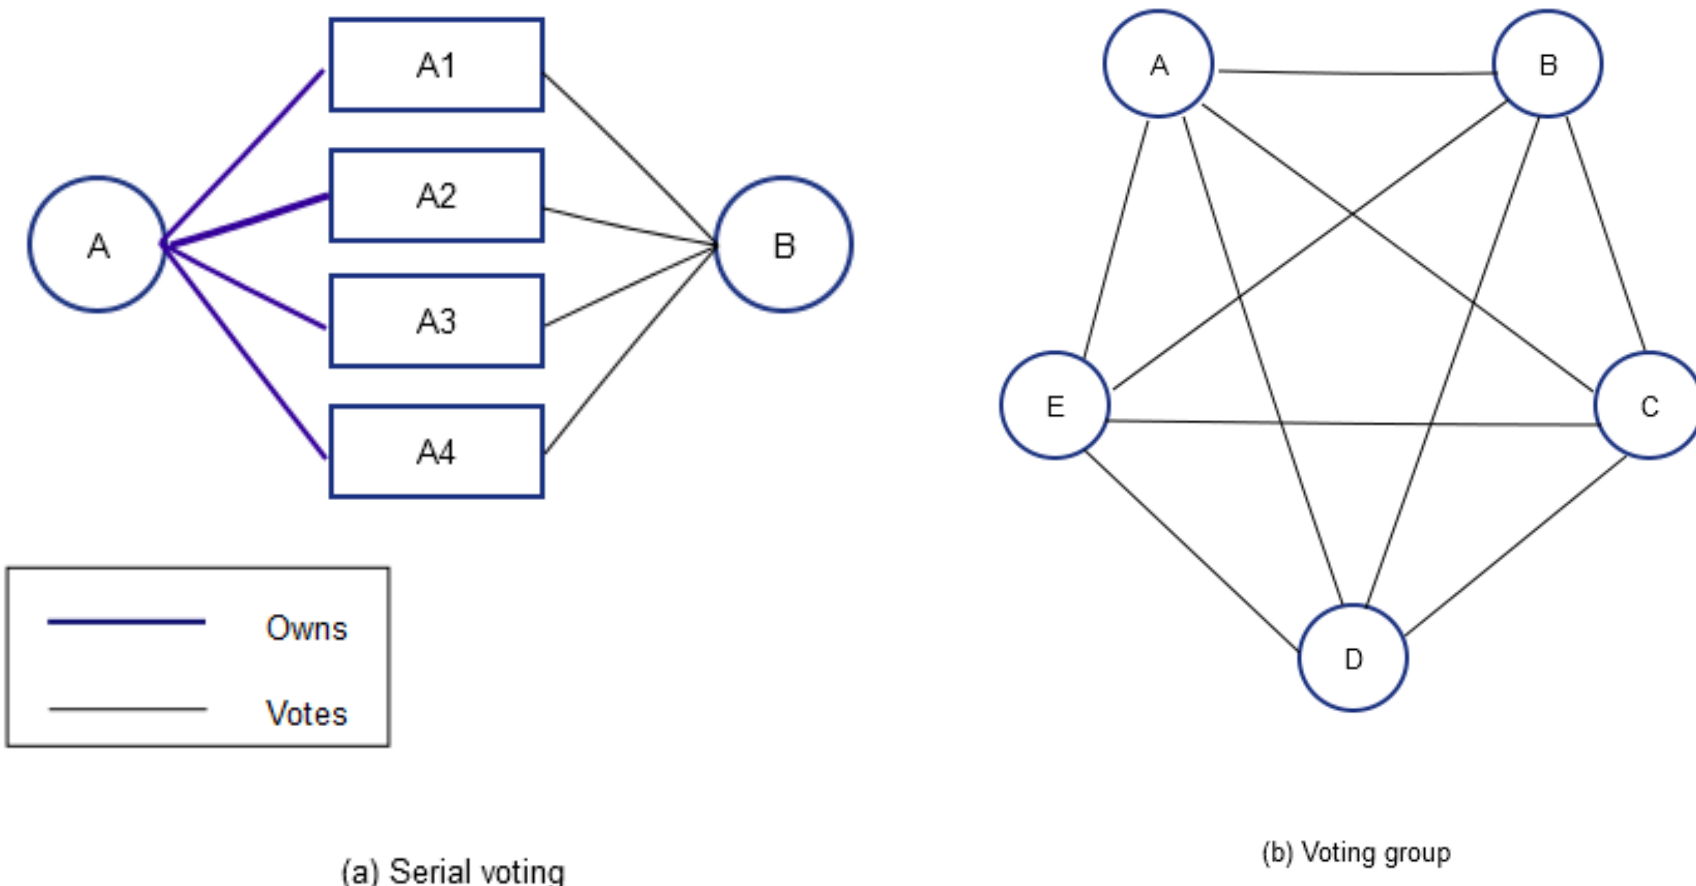 A
A1
A2
A3
A4
B
Owns
Votes
(a) Serial voting
A
B
E
C
D
(b) Voting group